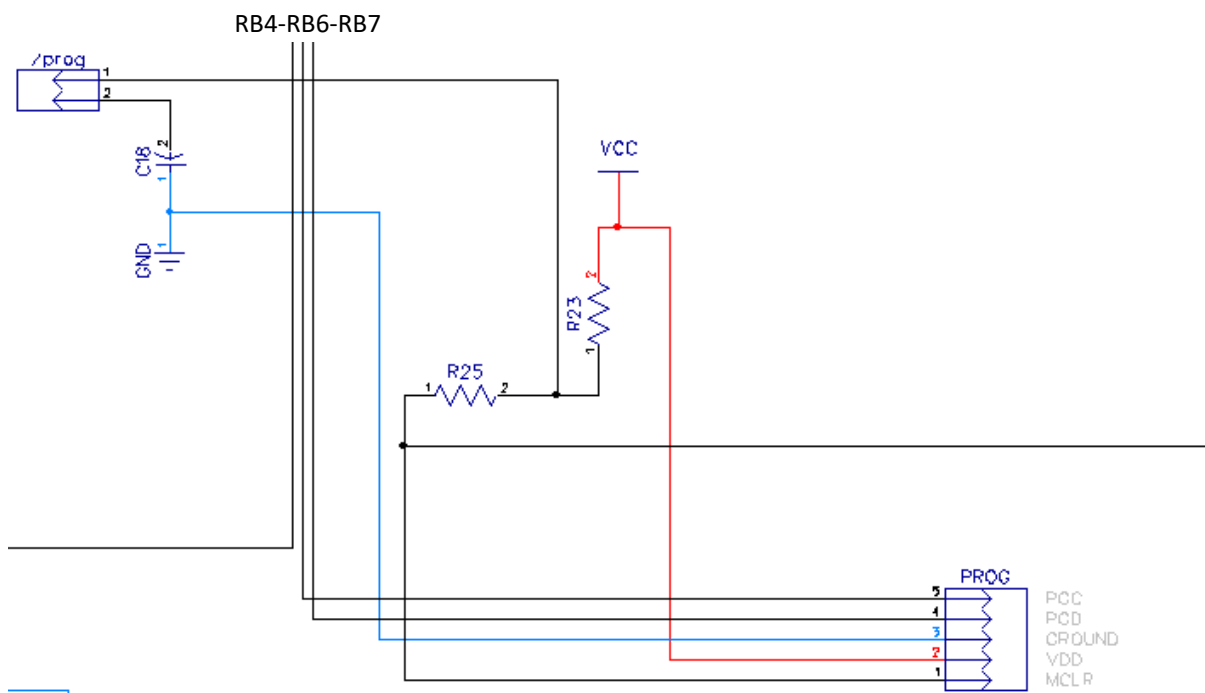 RB4-RB6-RB7
/prog
1
2
2
C18
1
1
GND
VCC
2
R23
1
R25
1
2
PROG
5 PGC
4 PGD
3 GROUND
2 VDD
1 MCLR